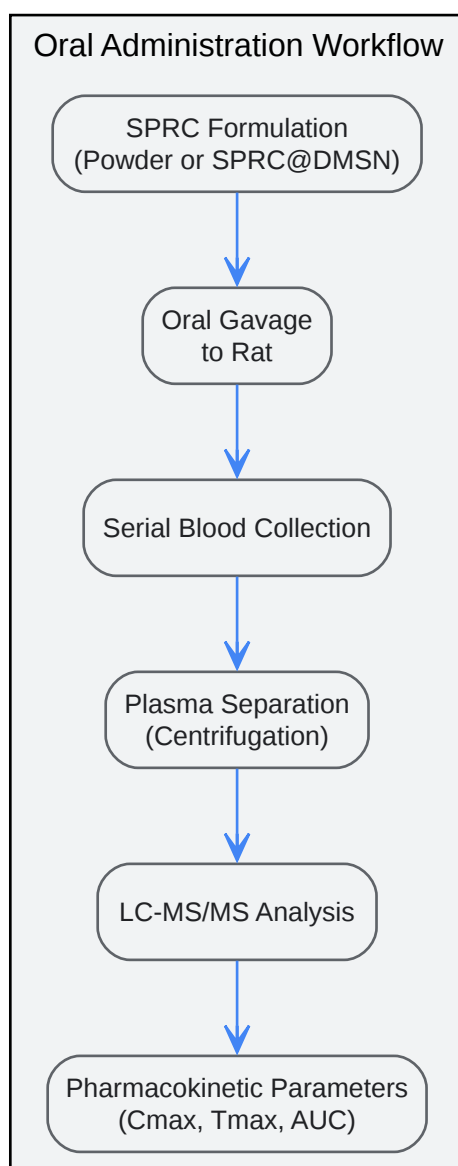 Oral Administration Workflow
SPRC Formulation
(Powder or SPRC@DMSN)
Oral Gavage
to Rat
Serial Blood Collection
Plasma Separation
(Centrifugation)
LC-MS/MS Analysis
Pharmacokinetic Parameters
(Cmax, Tmax, AUC)